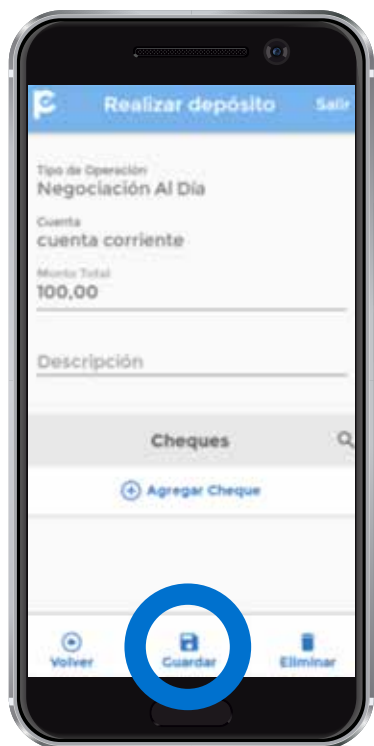 Realizar depósito Salir
Tipo de Operación
Negociación Al Día
Cuenta
cuenta corriente
Monto Total
100,00
Descripción
Cheques
Agregar Cheque
Volver Guardar Eliminar